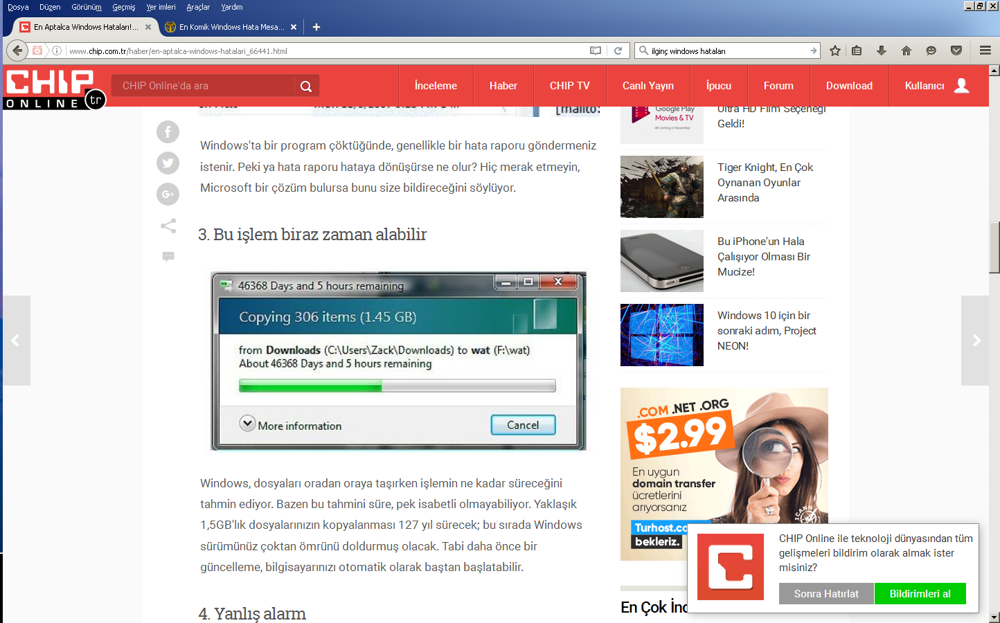 Dosya Düzen Görünüm Geçmiş Yer imleri Araçlar Yardım
En Aptalca Windows Hataları!...
En Komik Windows Hata Mesa...
www.chip.com.tr/haber/en-aptalca-windows-hatalari_66441.html
ilginç windows hataları
CHIP
ONLINE
tr
CHIP Online'da ara
İnceleme
Haber
CHIP TV
Canlı Yayın
İpucu
Forum
Download
Kullanıcı
[mailto:
Windows'ta bir program çöktüğünde, genellikle bir hata raporu göndermeniz
istenir. Peki ya hata raporu hataya dönüşürse ne olur? Hiç merak etmeyin,
Microsoft bir çözüm bulursa bunu size bildireceğini söylüyor.
3. Bu işlem biraz zaman alabilir
46368 Days and 5 hours remaining
Copying 306 items (1.45 GB)
from Downloads (C:\Users\Zack\Downloads) to wat (F:\wat)
About 46368 Days and 5 hours remaining
More information
Cancel
Windows, dosyaları oradan oraya taşırken işlemin ne kadar süreceğini
tahmin ediyor. Bazen bu tahmini süre, pek isabetli olmayabiliyor. Yaklaşık
1,5GB'lık dosyalarınızın kopyalanması 127 yıl sürecek; bu sırada Windows
sürümünüz çoktan ömrünü doldurmuş olacak. Tabi daha önce bir
güncelleme, bilgisayarınızı otomatik olarak baştan başlatabilir.
4. Yanlış alarm
Google Play
Movies & TV
4K coming in November
Ultra HD Film Seçeneği
Geldi!
Tiger Knight, En Çok
Oynanan Oyunlar
Arasında
Bu iPhone'un Hala
Çalışıyor Olması Bir
Mucize!
Windows 10 için bir
sonraki adım, Project
NEON!
.COM .NET .ORG
$2.99
En uygun
domain transfer
ücretlerini
arıyorsanız
Turhost.co
bekleriz.
ICANN
En Çok İnc
CHIP Online ile teknoloji dünyasından tüm
gelişmeleri bildirim olarak almak ister
misiniz?
Sonra Hatırlat
Bildirimleri al